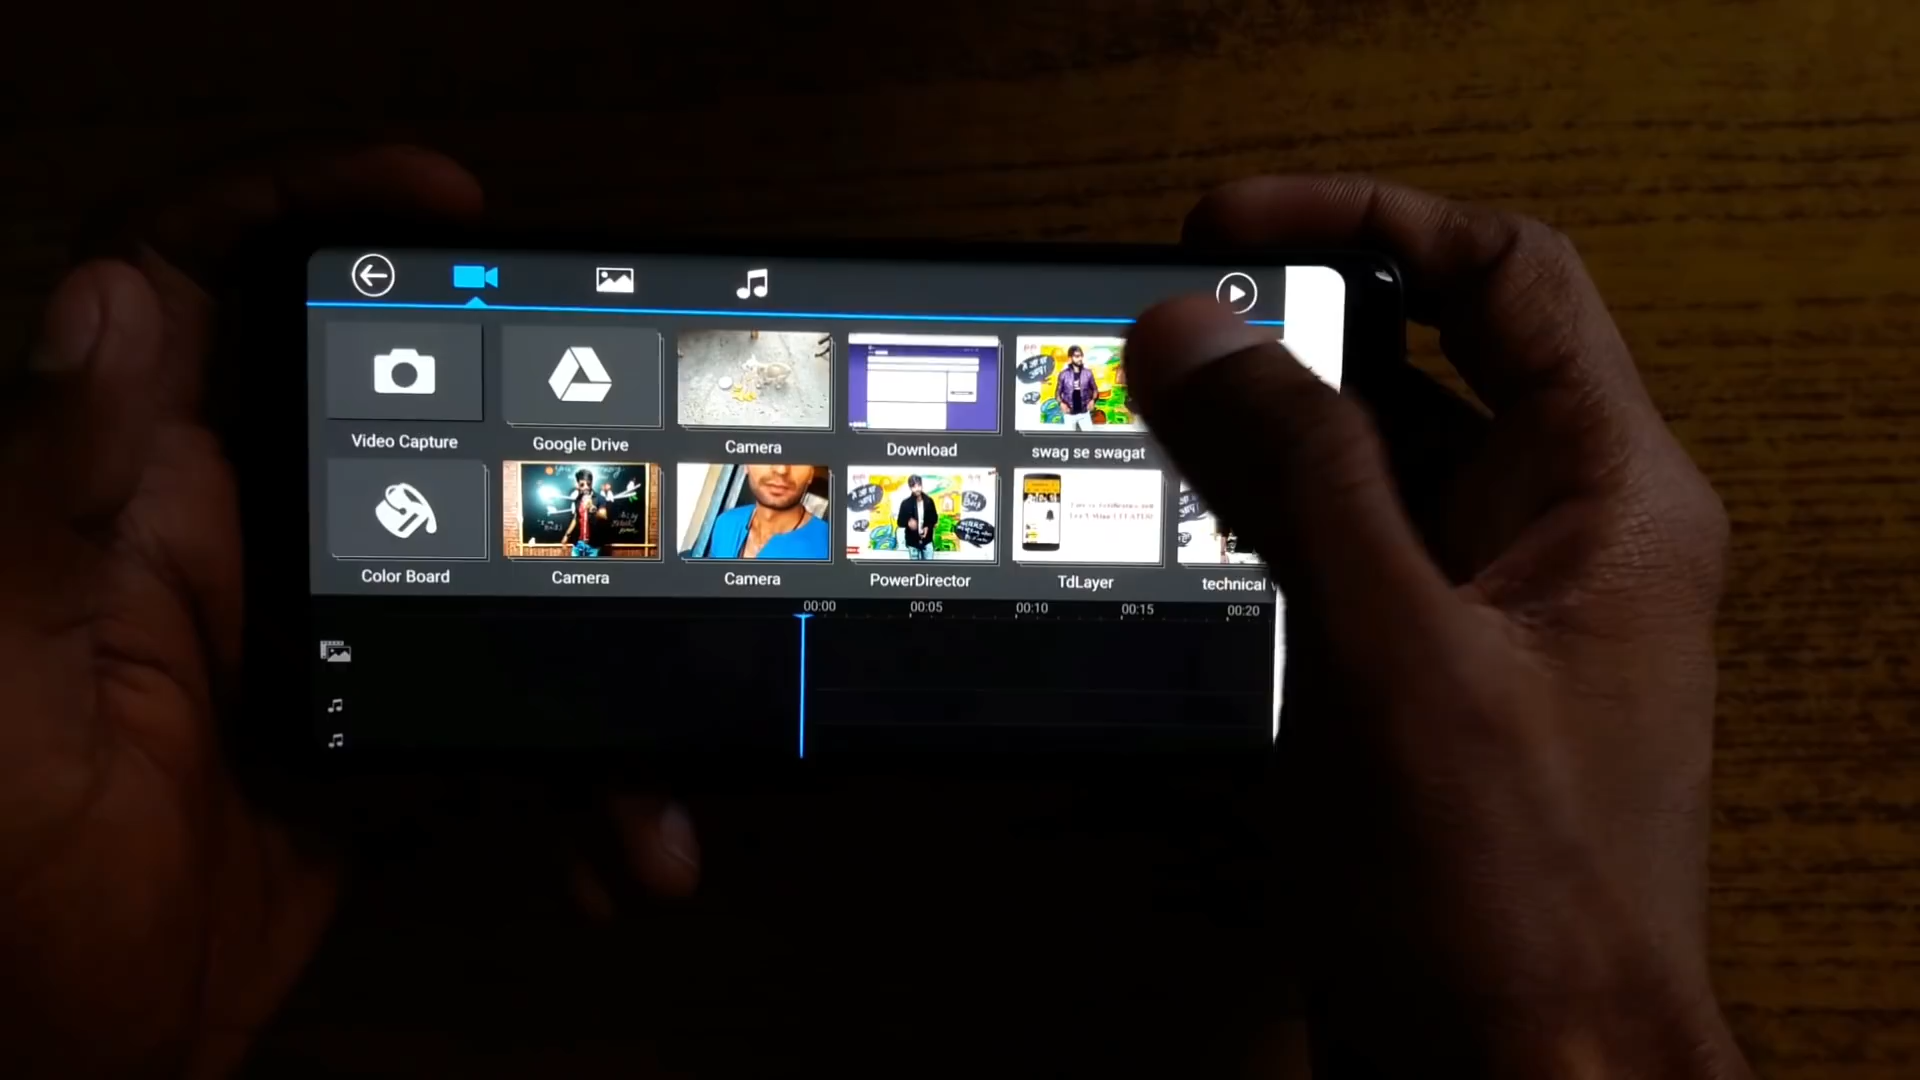 Video Capture
Google Drive
Camera
Download
swag se swagat
Color Board
Camera
Camera
PowerDirector
TdLayer
technical
00:00
00:05
00:10
00:15
00:20